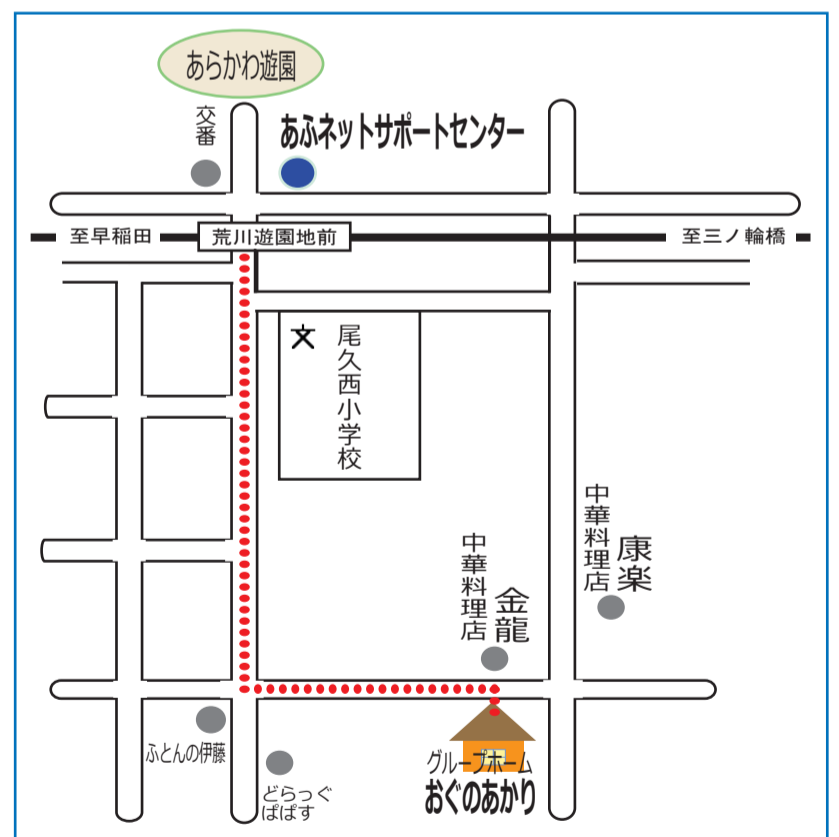 あらかわ遊園
交番
あふネットサポートセンター
至早稲田
荒川遊園地前
至三ノ輪橋
文
尾久西小学校
中華料理店
康楽
中華料理店
金龍
ふとんの伊藤
どらっぐ
ぱぱす
グループホーム
おぐのあかり